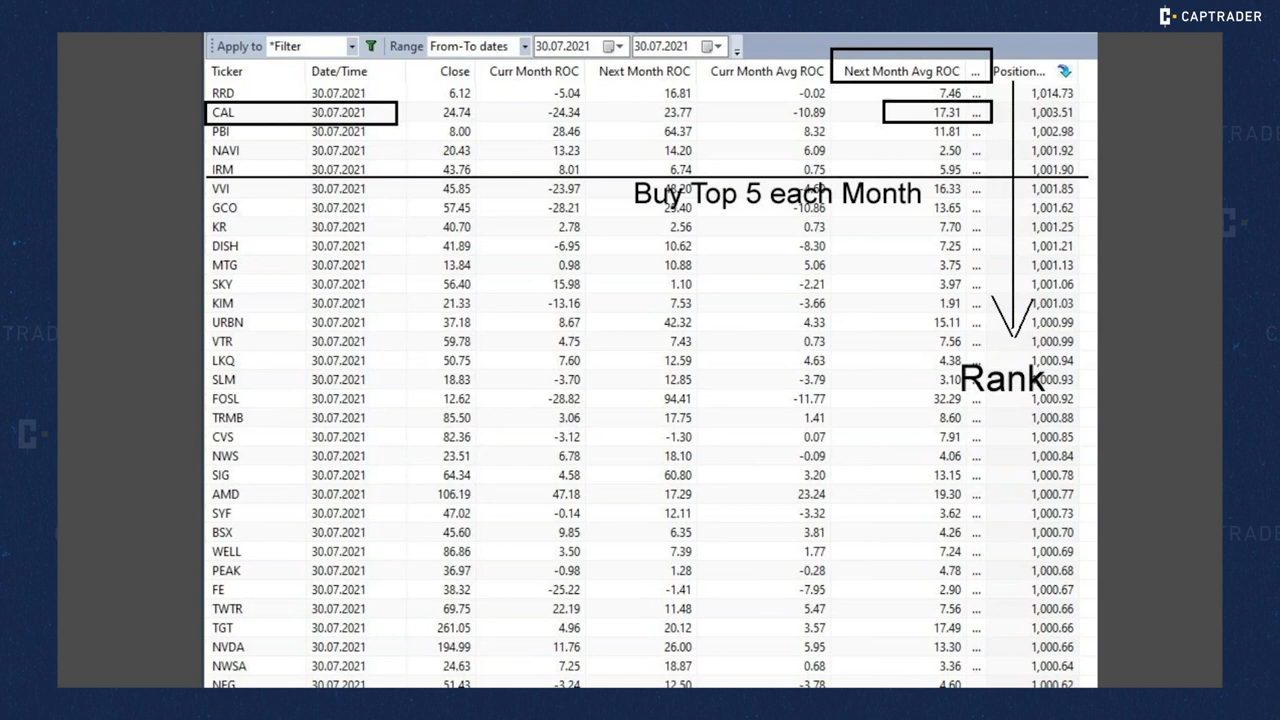 CAPTRADER
Apply to *Filter Range From-To dates 30.07.2021 30.07.2021
Ticker Date/Time Close Curr Month ROC Next Month ROC Curr Month Avg ROC Next Month Avg ROC ... Position...
RRD 30.07.2021 6.12 -5.04 16.81 -0.02 7.46 ... 1,014.73
CAL 30.07.2021 24.74 -24.34 23.77 -10.89 17.31 ... 1,003.51
PBI 30.07.2021 8.00 28.46 64.37 8.32 11.81 ... 1,002.98
NAVI 30.07.2021 20.43 13.23 14.20 6.09 2.50 ... 1,001.92
IRM 30.07.2021 43.76 8.01 6.74 0.75 5.95 ... 1,001.90
VVI 30.07.2021 45.85 -23.97 16.33 ... 1,001.85
Buy Top 5 each Month
GCO 30.07.2021 57.45 -28.21 -10.86 13.65 ... 1,001.62
KR 30.07.2021 40.70 2.78 2.56 0.73 7.70 ... 1,001.25
DISH 30.07.2021 41.89 -6.95 10.62 -8.30 7.25 ... 1,001.21
MTG 30.07.2021 13.84 0.98 10.88 5.06 3.75 ... 1,001.13
SKY 30.07.2021 56.40 15.98 1.10 -2.21 3.97 ... 1,001.06
KIM 30.07.2021 21.33 -13.16 7.53 -3.66 1.91 ... 1,001.03
URBN 30.07.2021 37.18 8.67 42.32 4.33 15.11 ... 1,000.99
VTR 30.07.2021 59.78 4.75 7.43 0.73 7.56 ... 1,000.99
LKQ 30.07.2021 50.75 7.60 12.59 4.63 4.38 ... 1,000.94
SLM 30.07.2021 18.83 -3.70 12.85 -3.79 3.10 1,000.93
Rank
FOSL 30.07.2021 12.62 -28.82 94.41 -11.77 32.29 ... 1,000.92
TRMB 30.07.2021 85.50 3.06 17.75 1.41 8.60 ... 1,000.88
CVS 30.07.2021 82.36 -3.12 -1.30 0.07 7.91 ... 1,000.85
NWS 30.07.2021 23.51 6.78 18.10 -0.09 4.06 ... 1,000.84
SIG 30.07.2021 64.34 4.58 60.80 3.20 13.15 ... 1,000.78
AMD 30.07.2021 106.19 47.18 17.29 23.24 19.30 ... 1,000.77
SYF 30.07.2021 47.02 -0.14 12.11 -3.32 3.62 ... 1,000.73
BSX 30.07.2021 45.60 9.85 6.35 3.81 4.26 ... 1,000.70
WELL 30.07.2021 86.86 3.50 7.39 1.77 7.24 ... 1,000.69
PEAK 30.07.2021 36.97 -0.98 1.28 -0.28 4.78 ... 1,000.68
FE 30.07.2021 38.32 -25.22 -1.41 -7.95 2.90 ... 1,000.67
TWTR 30.07.2021 69.75 22.19 11.48 5.47 7.56 ... 1,000.66
TGT 30.07.2021 261.05 4.96 20.12 3.57 17.49 ... 1,000.66
NVDA 30.07.2021 194.99 11.76 26.00 5.95 13.30 ... 1,000.66
NWSA 30.07.2021 24.63 7.25 18.87 0.68 3.36 ... 1,000.64
30.07.2021 51.43 -3.24 12.50 -3.78 4.60 ... 1,000.62